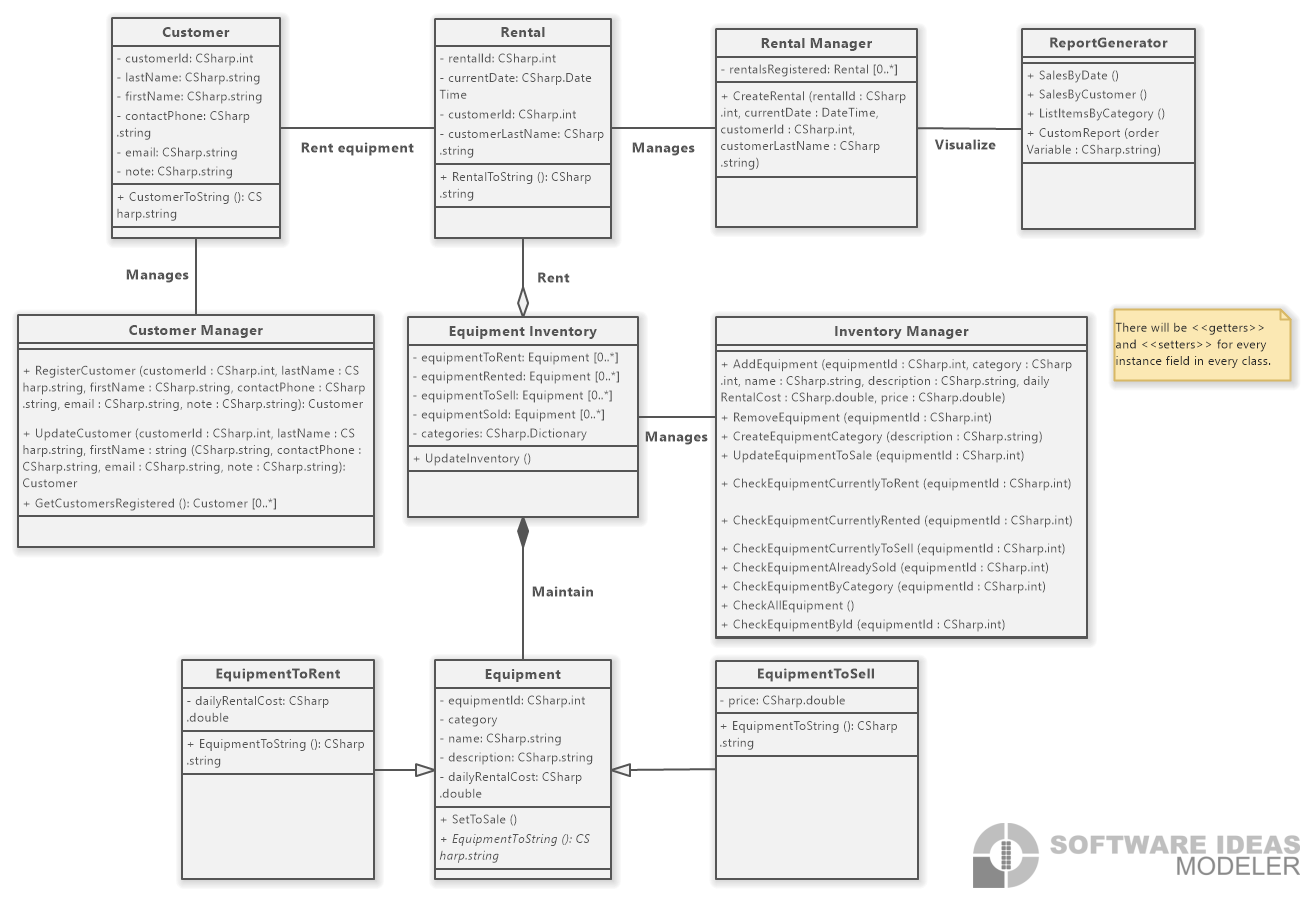 Customer
- customerId: CSharp.int
- lastName: CSharp.string
- firstName: CSharp.string
- contactPhone: CSharp
.string
- email: CSharp.string
- note: CSharp.string
+ CustomerToString (): CS
harp.string
Rent equipment
Rental
- rentalId: CSharp.int
- currentDate: CSharp.Date
Time
- customerId: CSharp.int
- customerLastName: CSharp
.string
+ RentalToString (): CSharp
.string
Manages
Rental Manager
- rentalsRegistered: Rental [0..*]
+ CreateRental (rentalId : CSharp
.int, currentDate : DateTime,
customerId : CSharp.int,
customerLastName : CSharp
.string)
Visualize
ReportGenerator
+ SalesByDate ()
+ SalesByCustomer ()
+ ListItemsByCategory ()
+ CustomReport (order
Variable : CSharp.string)
Manages
Rent
Customer Manager
+ RegisterCustomer (customerId : CSharp.int, lastName : CS
harp.string, firstName : CSharp.string, contactPhone : CSharp
.string, email : CSharp.string, note : CSharp.string): Customer
+ UpdateCustomer (customerId : CSharp.int, lastName : CS
harp.string, firstName : string (CSharp.string, contactPhone :
CSharp.string, email : CSharp.string, note : CSharp.string):
Customer
+ GetCustomersRegistered (): Customer [0..*]
Equipment Inventory
- equipmentToRent: Equipment [0..*]
- equipmentRented: Equipment [0..*]
- equipmentToSell: Equipment [0..*]
- equipmentSold: Equipment [0..*]
- categories: CSharp.Dictionary
+ UpdateInventory ()
Manages
Inventory Manager
+ AddEquipment (equipmentId : CSharp.int, category : CSharp
.int, name : CSharp.string, description : CSharp.string, daily
RentalCost : CSharp.double, price : CSharp.double)
+ RemoveEquipment (equipmentId : CSharp.int)
+ CreateEquipmentCategory (description : CSharp.string)
+ UpdateEquipmentToSale (equipmentId : CSharp.int)
+ CheckEquipmentCurrentlyToRent (equipmentId : CSharp.int)
+ CheckEquipmentCurrentlyRented (equipmentId : CSharp.int)
+ CheckEquipmentCurrentlyToSell (equipmentId : CSharp.int)
+ CheckEquipmentAlreadySold (equipmentId : CSharp.int)
+ CheckEquipmentByCategory (equipmentId : CSharp.int)
+ CheckAllEquipment ()
+ CheckEquipmentById (equipmentId : CSharp.int)
There will be <<getters>>
and <<setters>> for every
instance field in every class.
Maintain
EquipmentToRent
- dailyRentalCost: CSharp
.double
+ EquipmentToString (): CSharp
.string
Equipment
- equipmentId: CSharp.int
- category
- name: CSharp.string
- description: CSharp.string
- dailyRentalCost: CSharp
.double
+ SetToSale ()
+ EquipmentToString (): CS
harp.string
EquipmentToSell
- price: CSharp.double
+ EquipmentToString (): CSharp
.string
SOFTWARE IDEAS
MODELER